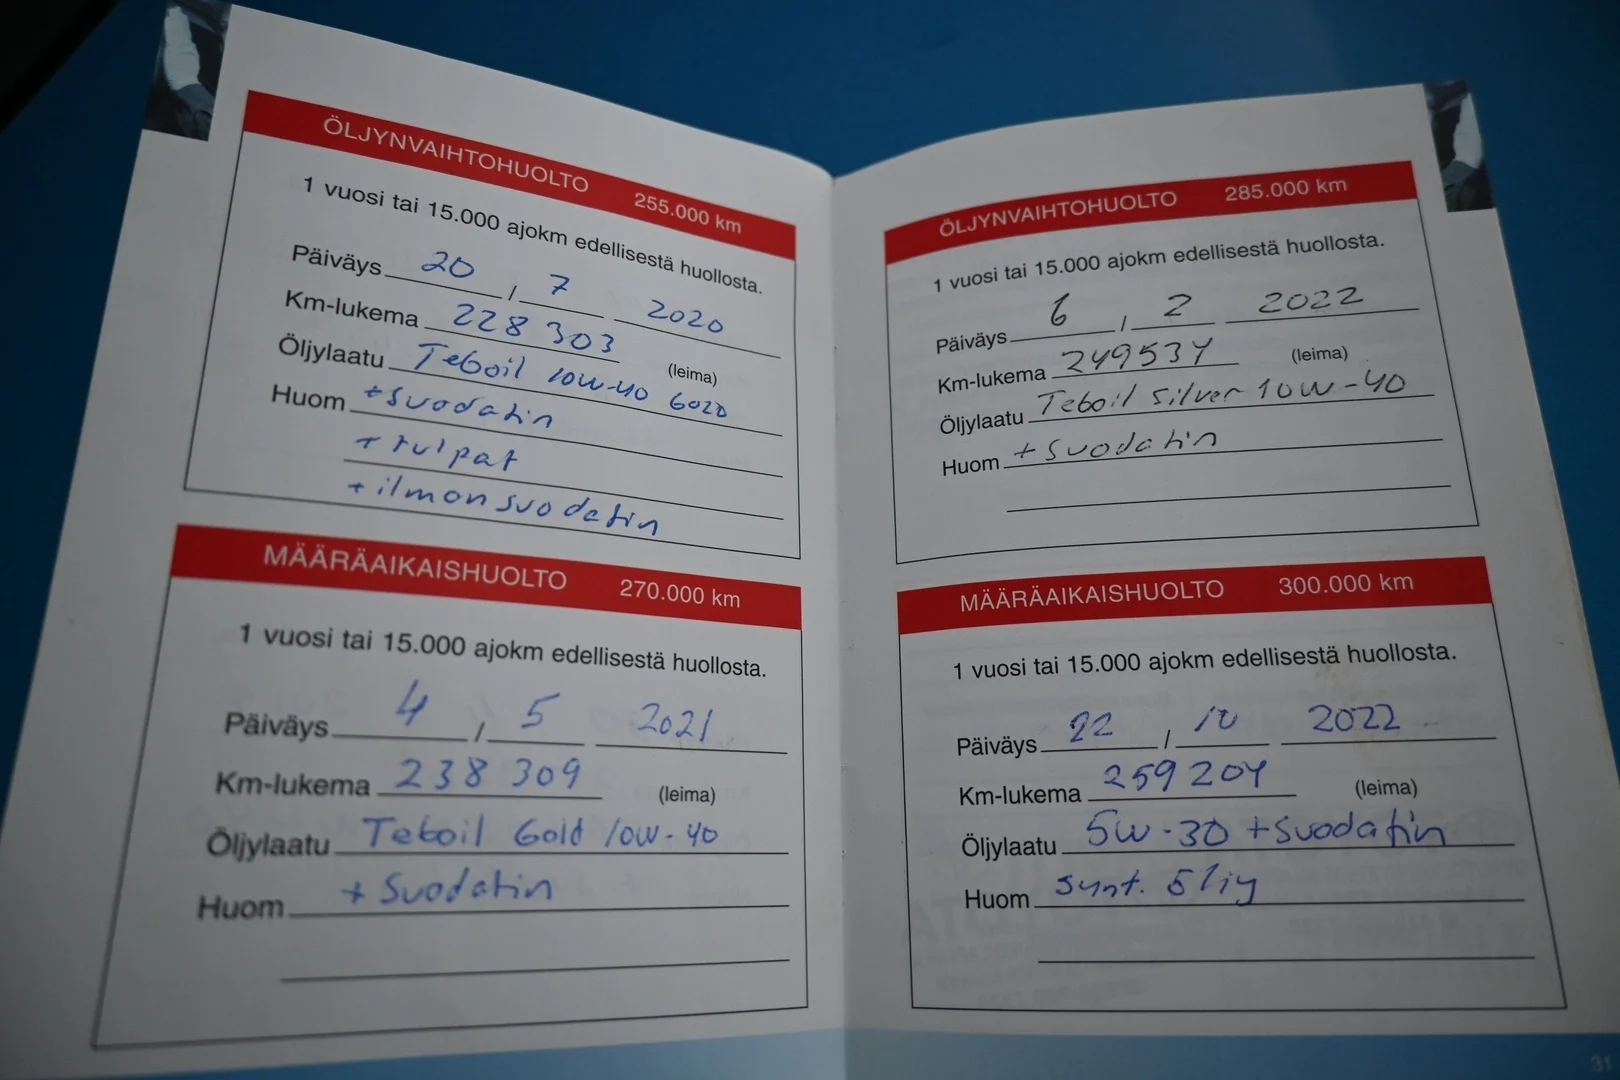 ÖLJYNVAIHTOHUOLTO 255.000 km
1 vuosi tai 15.000 ajokm edellisestä huollosta.
Päiväys 20 / 7 2020
Km-lukema 228 303 (leima)
Öljylaatu Teboil 10W-40 6020
Huom + suodatin
+ tulpat
+ ilmonsuodatin
MÄÄRÄAIKAISHUOLTO 270.000 km
1 vuosi tai 15.000 ajokm edellisestä huollosta.
Päiväys 4 / 5 2021
Km-lukema 238 309 (leima)
Öljylaatu Teboil Gold 10W-40
Huom + Suodatin
ÖLJYNVAIHTOHUOLTO 285.000 km
1 vuosi tai 15.000 ajokm edellisestä huollosta.
Päiväys 6 / 2 2022
Km-lukema 249534 (leima)
Öljylaatu Teboil Silver 10W-40
Huom + Suodatin
MÄÄRÄAIKAISHUOLTO 300.000 km
1 vuosi tai 15.000 ajokm edellisestä huollosta.
Päiväys 22 / 10 2022
Km-lukema 259 204 (leima)
Öljylaatu 5W-30 + Suodatin
Huom synt. öljy
31